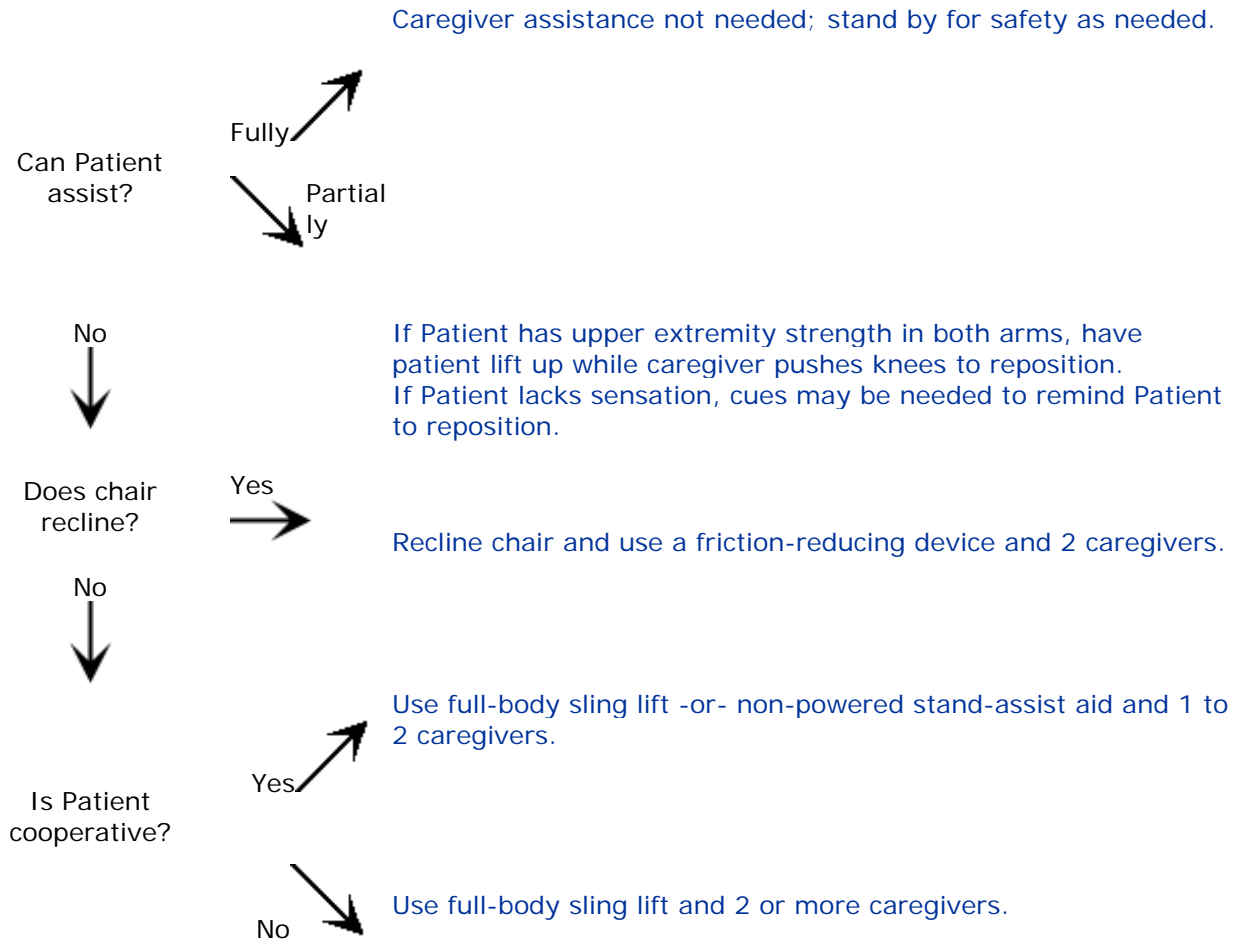 Caregiver assistance not needed; stand by for safety as needed.
Fully
Can Patient
assist?
Partial
ly
No
If Patient has upper extremity strength in both arms, have
patient lift up while caregiver pushes knees to reposition.
If Patient lacks sensation, cues may be needed to remind Patient
to reposition.
Does chair
recline?
Yes
Recline chair and use a friction-reducing device and 2 caregivers.
No
Use full-body sling lift -or- non-powered stand-assist aid and 1 to
2 caregivers.
Yes
Is Patient
cooperative?
Use full-body sling lift and 2 or more caregivers.
No